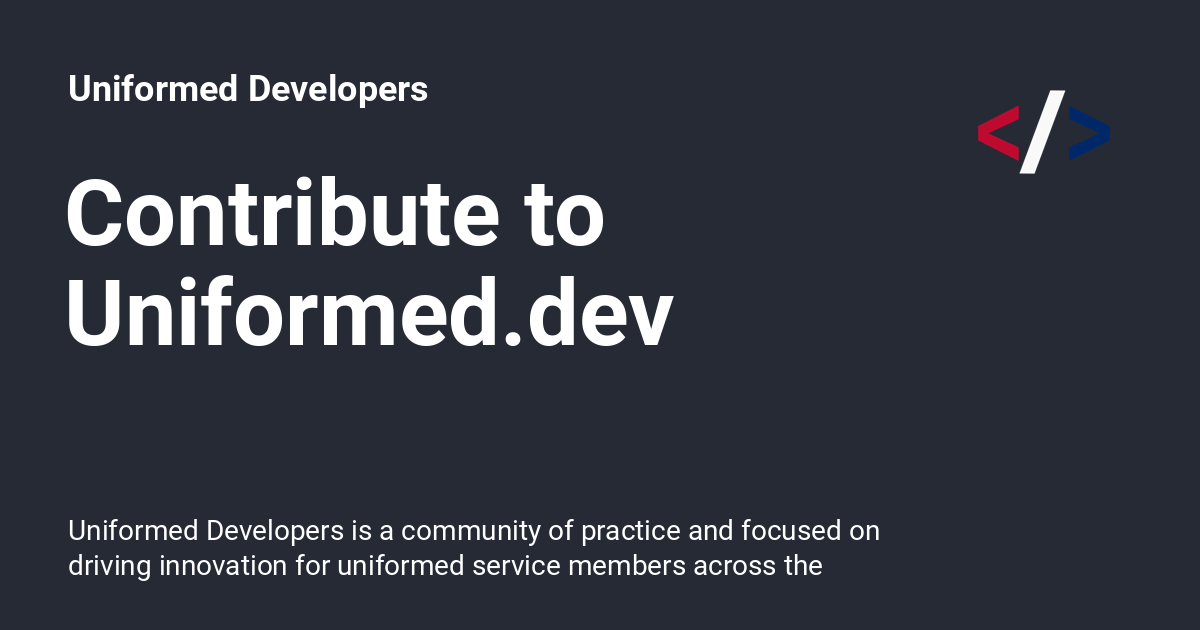 Uniformed Developers
</>
Contribute to
Uniformed.dev
Uniformed Developers is a community of practice and focused on
driving innovation for uniformed service members across the